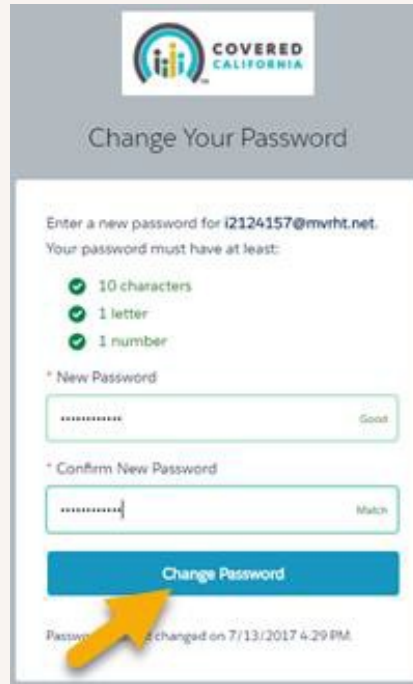 COVERED
CALIFORNIA
Change Your Password
Enter a new password for i2124157@mvrht.net.
Your password must have at least:
10 characters
1 letter
1 number
* New Password
•••••••••••• Good
* Confirm New Password
•••••••••••• Match
Change Password
changed on 7/13/2017 4:29 PM.